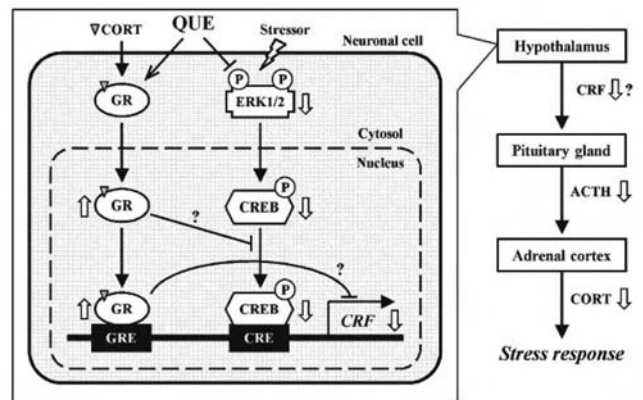 ▽CORT
QUE
Stressor
Neuronal cell
GR
P P
ERK1/2
Cytosol
Nucleus
GR
P
CREB
?
?
GR
P
CREB
CRF
GRE
CRE
Hypothalamus
CRF ?
Pituitary gland
ACTH
Adrenal cortex
CORT
Stress response